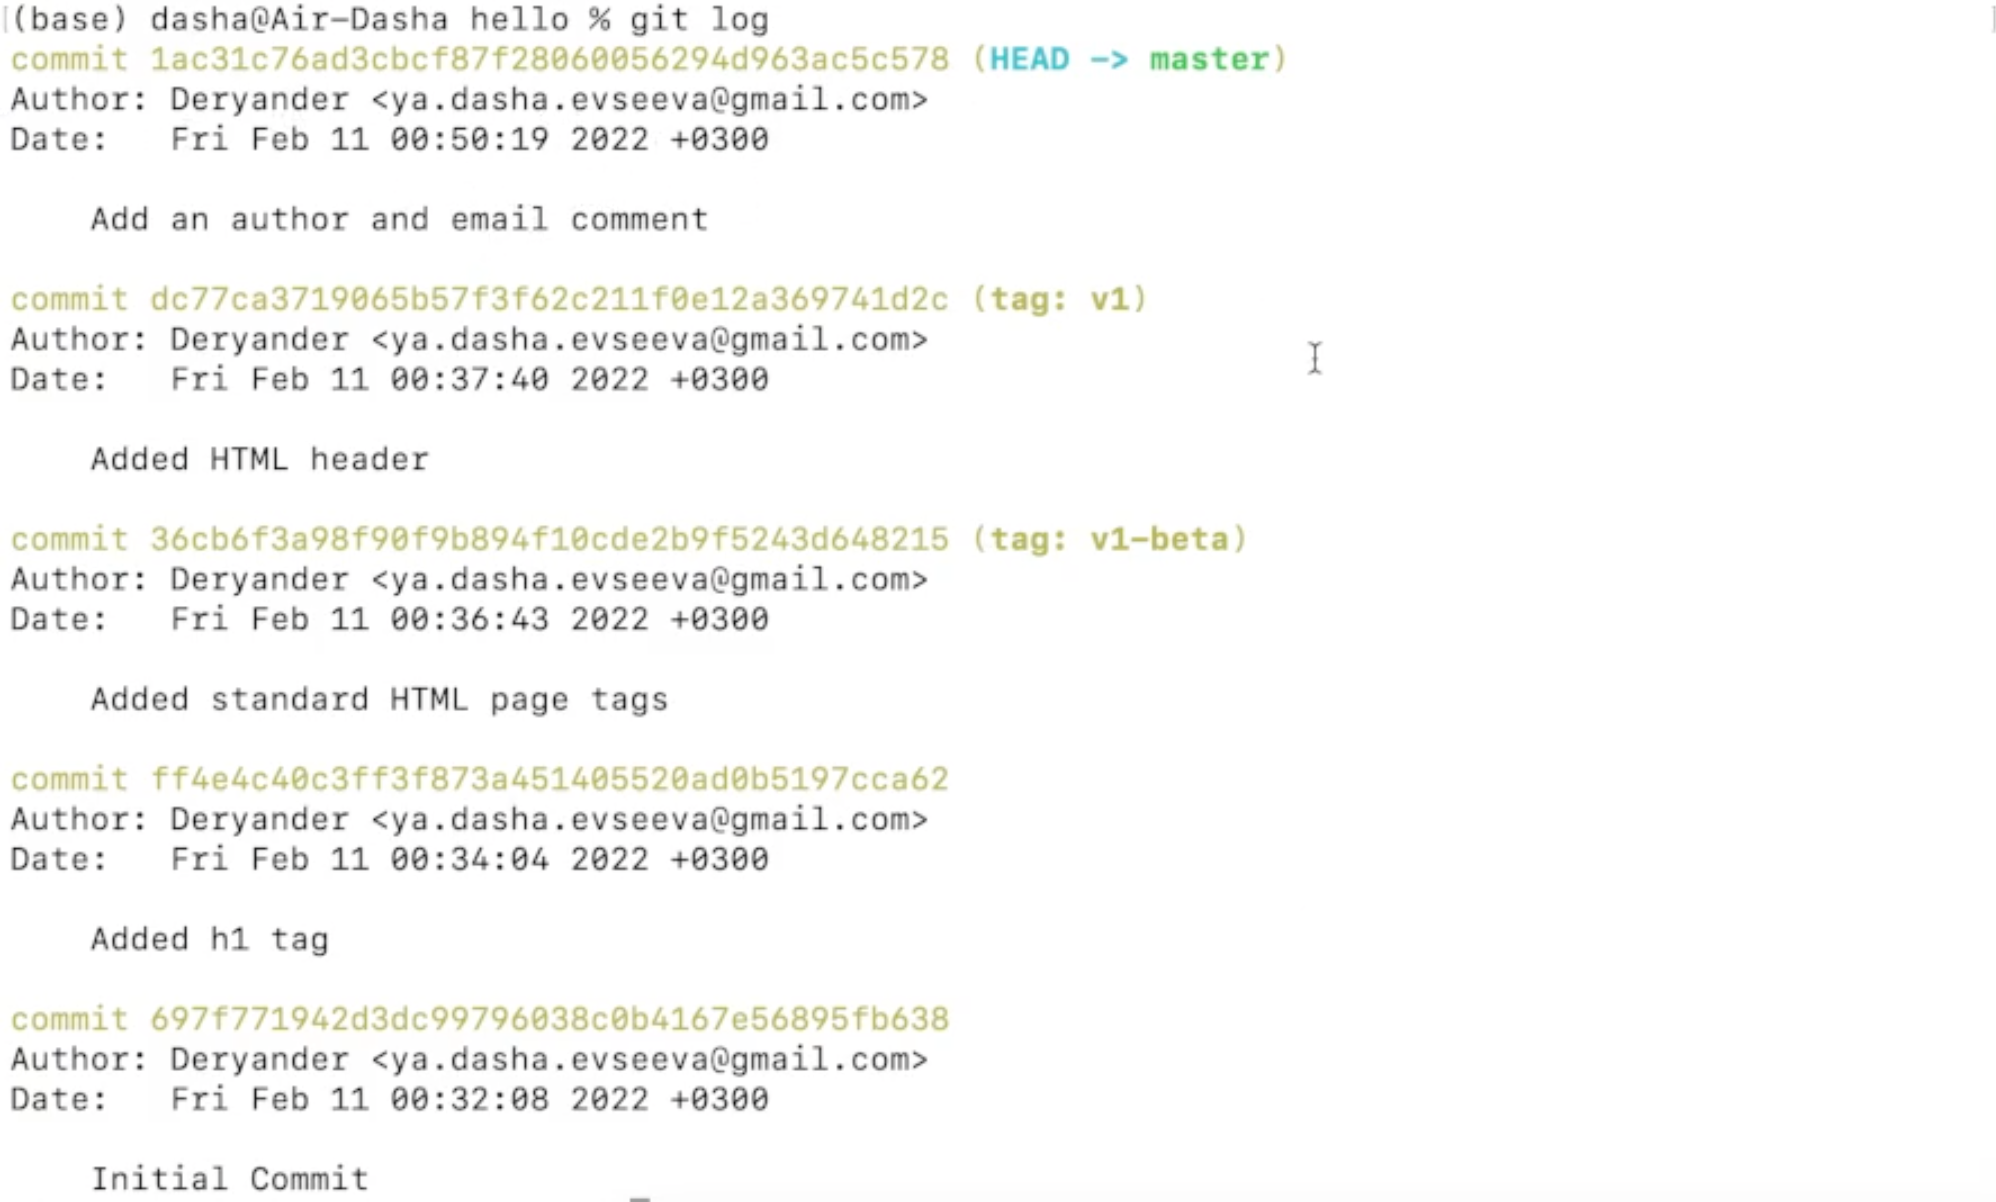 (base) dasha@Air-Dasha hello % git log
commit 1ac31c76ad3cbcf87f28060056294d963ac5c578 (HEAD -> master)
Author: Deryander <ya.dasha.evseeva@gmail.com>
Date:   Fri Feb 11 00:50:19 2022 +0300
Add an author and email comment
commit dc77ca3719065b57f3f62c211f0e12a369741d2c (tag: v1)
Author: Deryander <ya.dasha.evseeva@gmail.com>
Date:   Fri Feb 11 00:37:40 2022 +0300
Added HTML header
commit 36cb6f3a98f90f9b894f10cde2b9f5243d648215 (tag: v1-beta)
Author: Deryander <ya.dasha.evseeva@gmail.com>
Date:   Fri Feb 11 00:36:43 2022 +0300
Added standard HTML page tags
commit ff4e4c40c3ff3f873a451405520ad0b5197cca62
Author: Deryander <ya.dasha.evseeva@gmail.com>
Date:   Fri Feb 11 00:34:04 2022 +0300
Added h1 tag
commit 697f771942d3dc99796038c0b4167e56895fb638
Author: Deryander <ya.dasha.evseeva@gmail.com>
Date:   Fri Feb 11 00:32:08 2022 +0300
Initial Commit